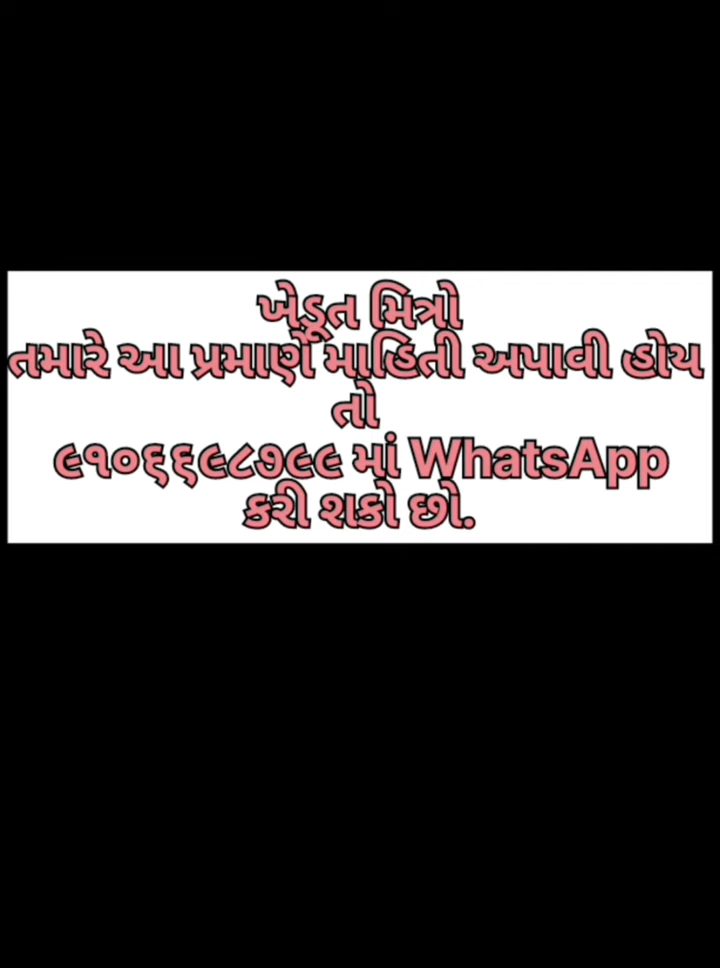 ખેડૂત મિત્રો
તમારે આ પ્રમાણે માહિતી અપાવી હોય
તો
૯૧૦૬૬૯૮૭૯૯ માં WhatsApp
કરી શકો છો.